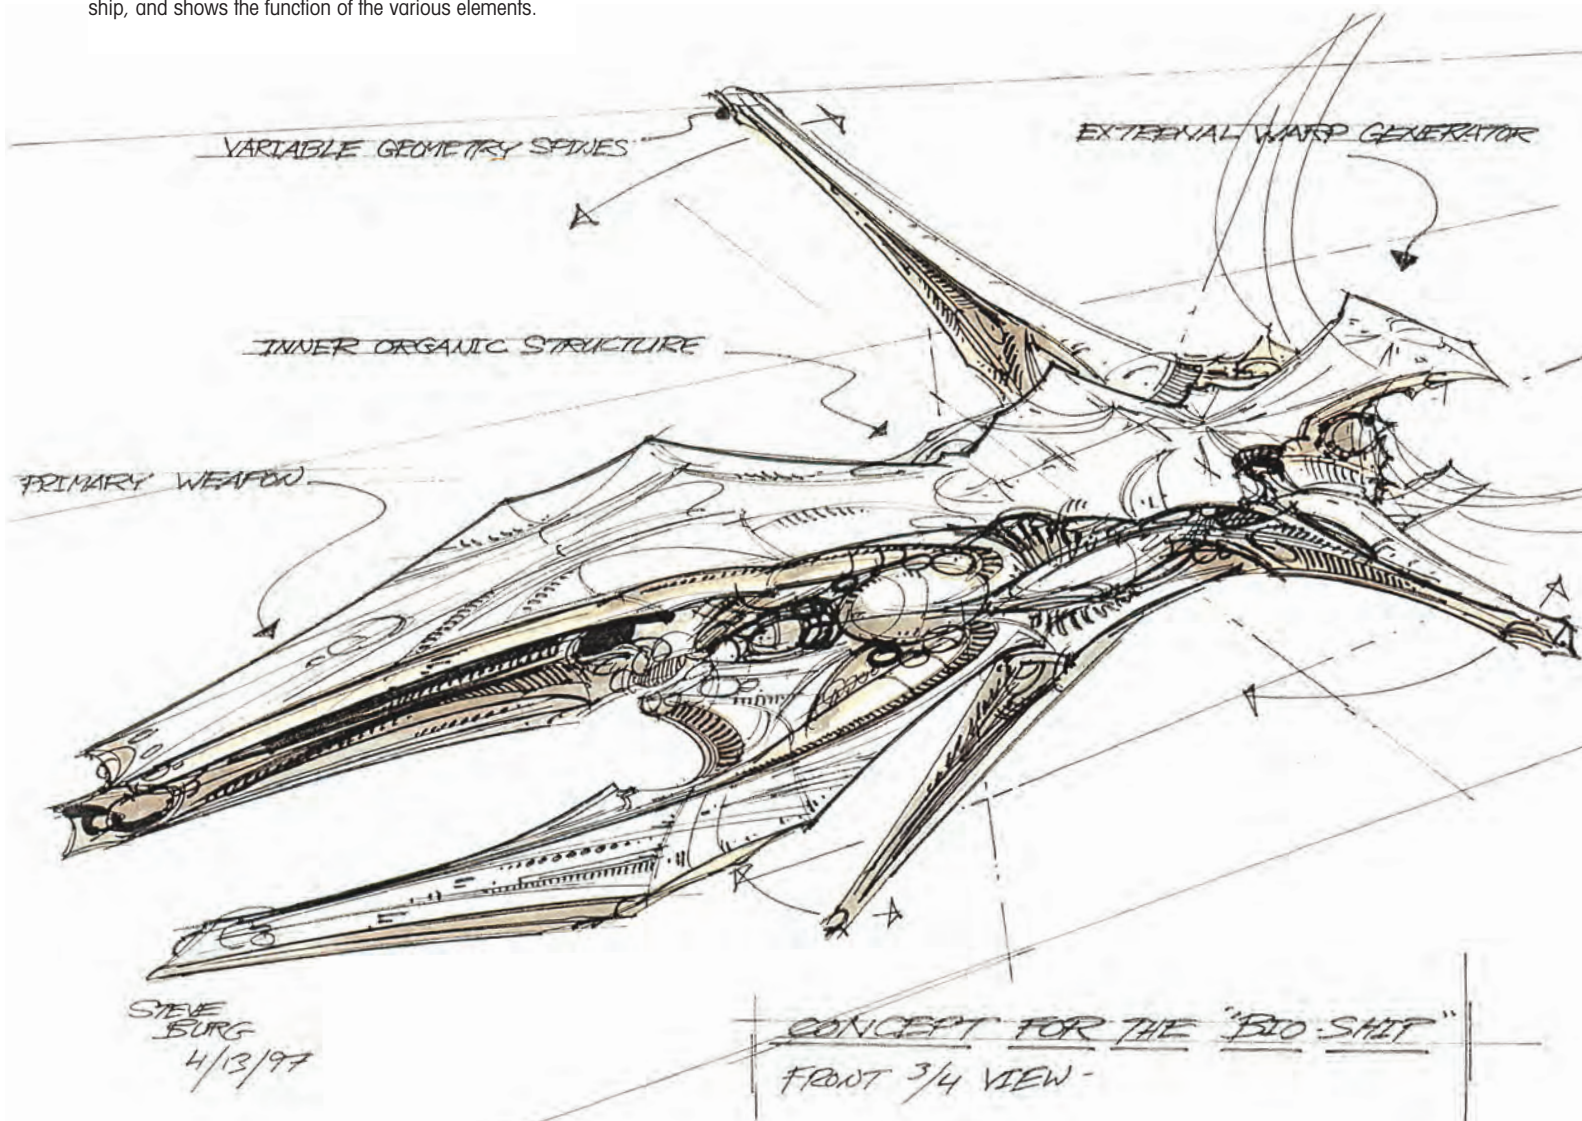 ship, and shows the function of the various elements.
VARIABLE GEOMETRY SPINES
EXTERNAL WARP GENERATOR
INNER ORGANIC STRUCTURE
PRIMARY WEAPON
STEVE
BURG
4/13/97
CONCEPT FOR THE "BIO-SHIP"
FRONT 3/4 VIEW-